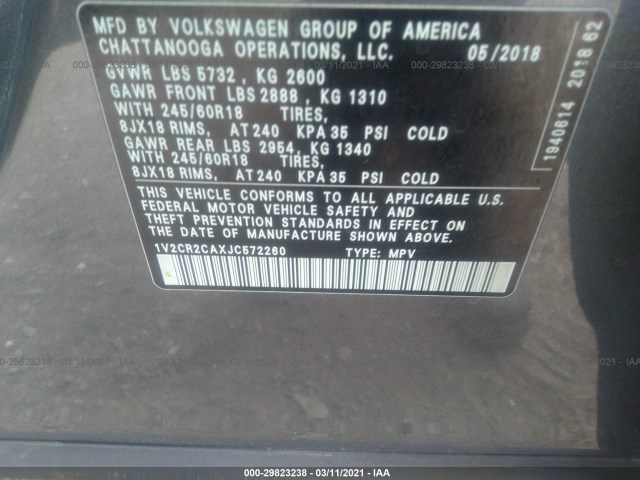 MFD BY VOLKSWAGEN GROUP OF AMERICA
CHATTANOOGA OPERATIONS, LLC. 05/2018
GVWR LBS 5732 , KG 2600
GAWR FRONT LBS 2888 , KG 1310
WITH 245/60R18 TIRES,
8JX18 RIMS, AT 240 KPA 35 PSI COLD
GAWR REAR LBS 2954, KG 1340
WITH 245/60R18 TIRES,
8JX18 RIMS, AT 240 KPA 35 PSI COLD
THIS VEHICLE CONFORMS TO ALL APPLICABLE U.S.
FEDERAL MOTOR VEHICLE SAFETY AND
THEFT PREVENTION STANDARDS IN EFFECT ON
THE DATE OF MANUFACTURE SHOWN ABOVE.
1V2CR2CAXJC572260 TYPE: MPV
1940614 2018 62
000-29823238 - 03/11/2021 - IAA